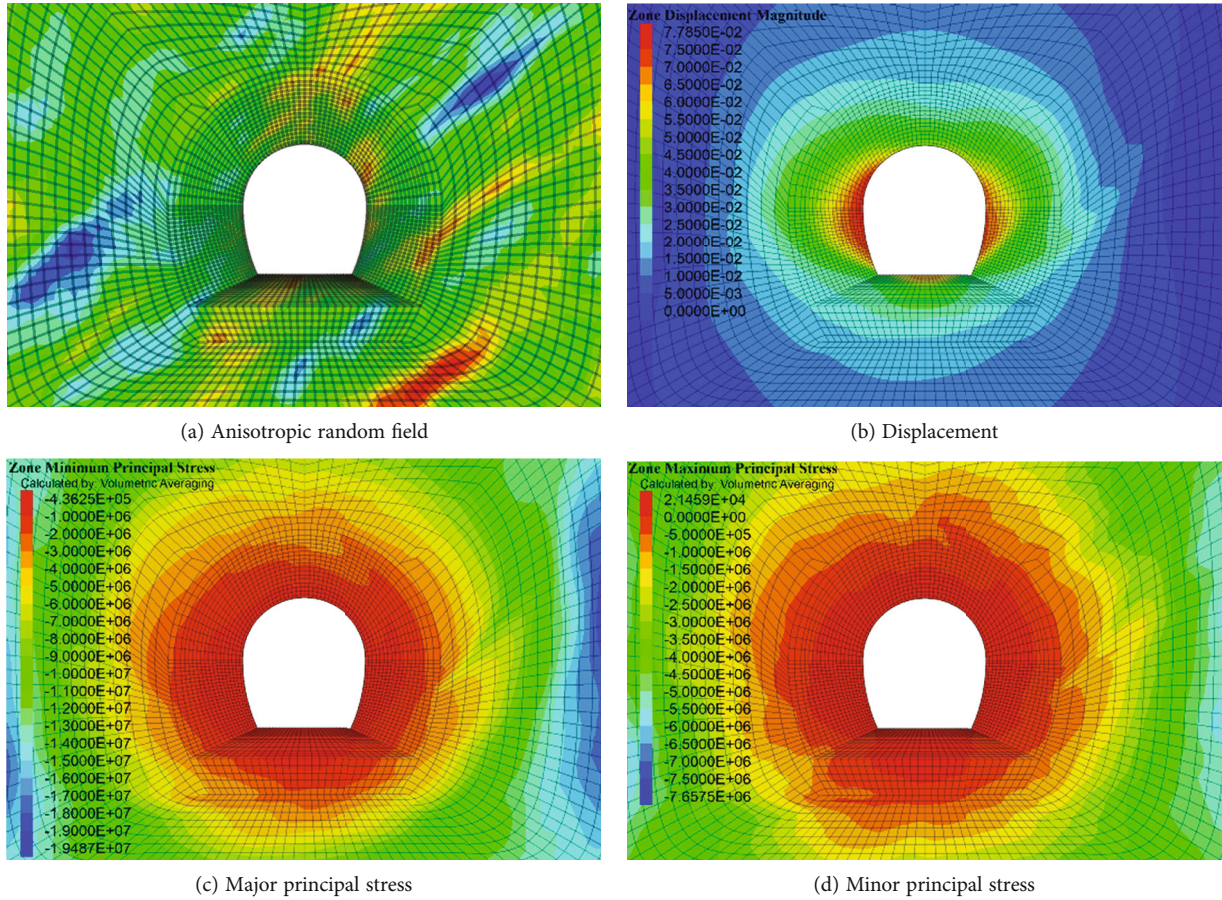 (a) Anisotropic random field
Zone Displacement Magnitude
7.7850E-02
7.5000E-02
7.0000E-02
6.5000E-02
6.0000E-02
5.5000E-02
5.0000E-02
4.5000E-02
4.0000E-02
3.5000E-02
3.0000E-02
2.5000E-02
2.0000E-02
1.5000E-02
1.0000E-02
5.0000E-03
0.0000E+00
(b) Displacement
Zone Minimum Principal Stress
Calculated by: Volumetric Averaging
-4.3625E+05
-1.0000E+06
-2.0000E+06
-3.0000E+06
-4.0000E+06
-5.0000E+06
-6.0000E+06
-7.0000E+06
-8.0000E+06
-9.0000E+06
-1.0000E+07
-1.1000E+07
-1.2000E+07
-1.3000E+07
-1.4000E+07
-1.5000E+07
-1.6000E+07
-1.7000E+07
-1.8000E+07
-1.9000E+07
-1.9487E+07
(c) Major principal stress
Zone Maximum Principal Stress
Calculated by: Volumetric Averaging
2.1459E+04
0.0000E+00
-5.0000E+05
-1.0000E+06
-1.5000E+06
-2.0000E+06
-2.5000E+06
-3.0000E+06
-3.5000E+06
-4.0000E+06
-4.5000E+06
-5.0000E+06
-5.5000E+06
-6.0000E+06
-6.5000E+06
-7.0000E+06
-7.5000E+06
-7.6575E+06
(d) Minor principal stress